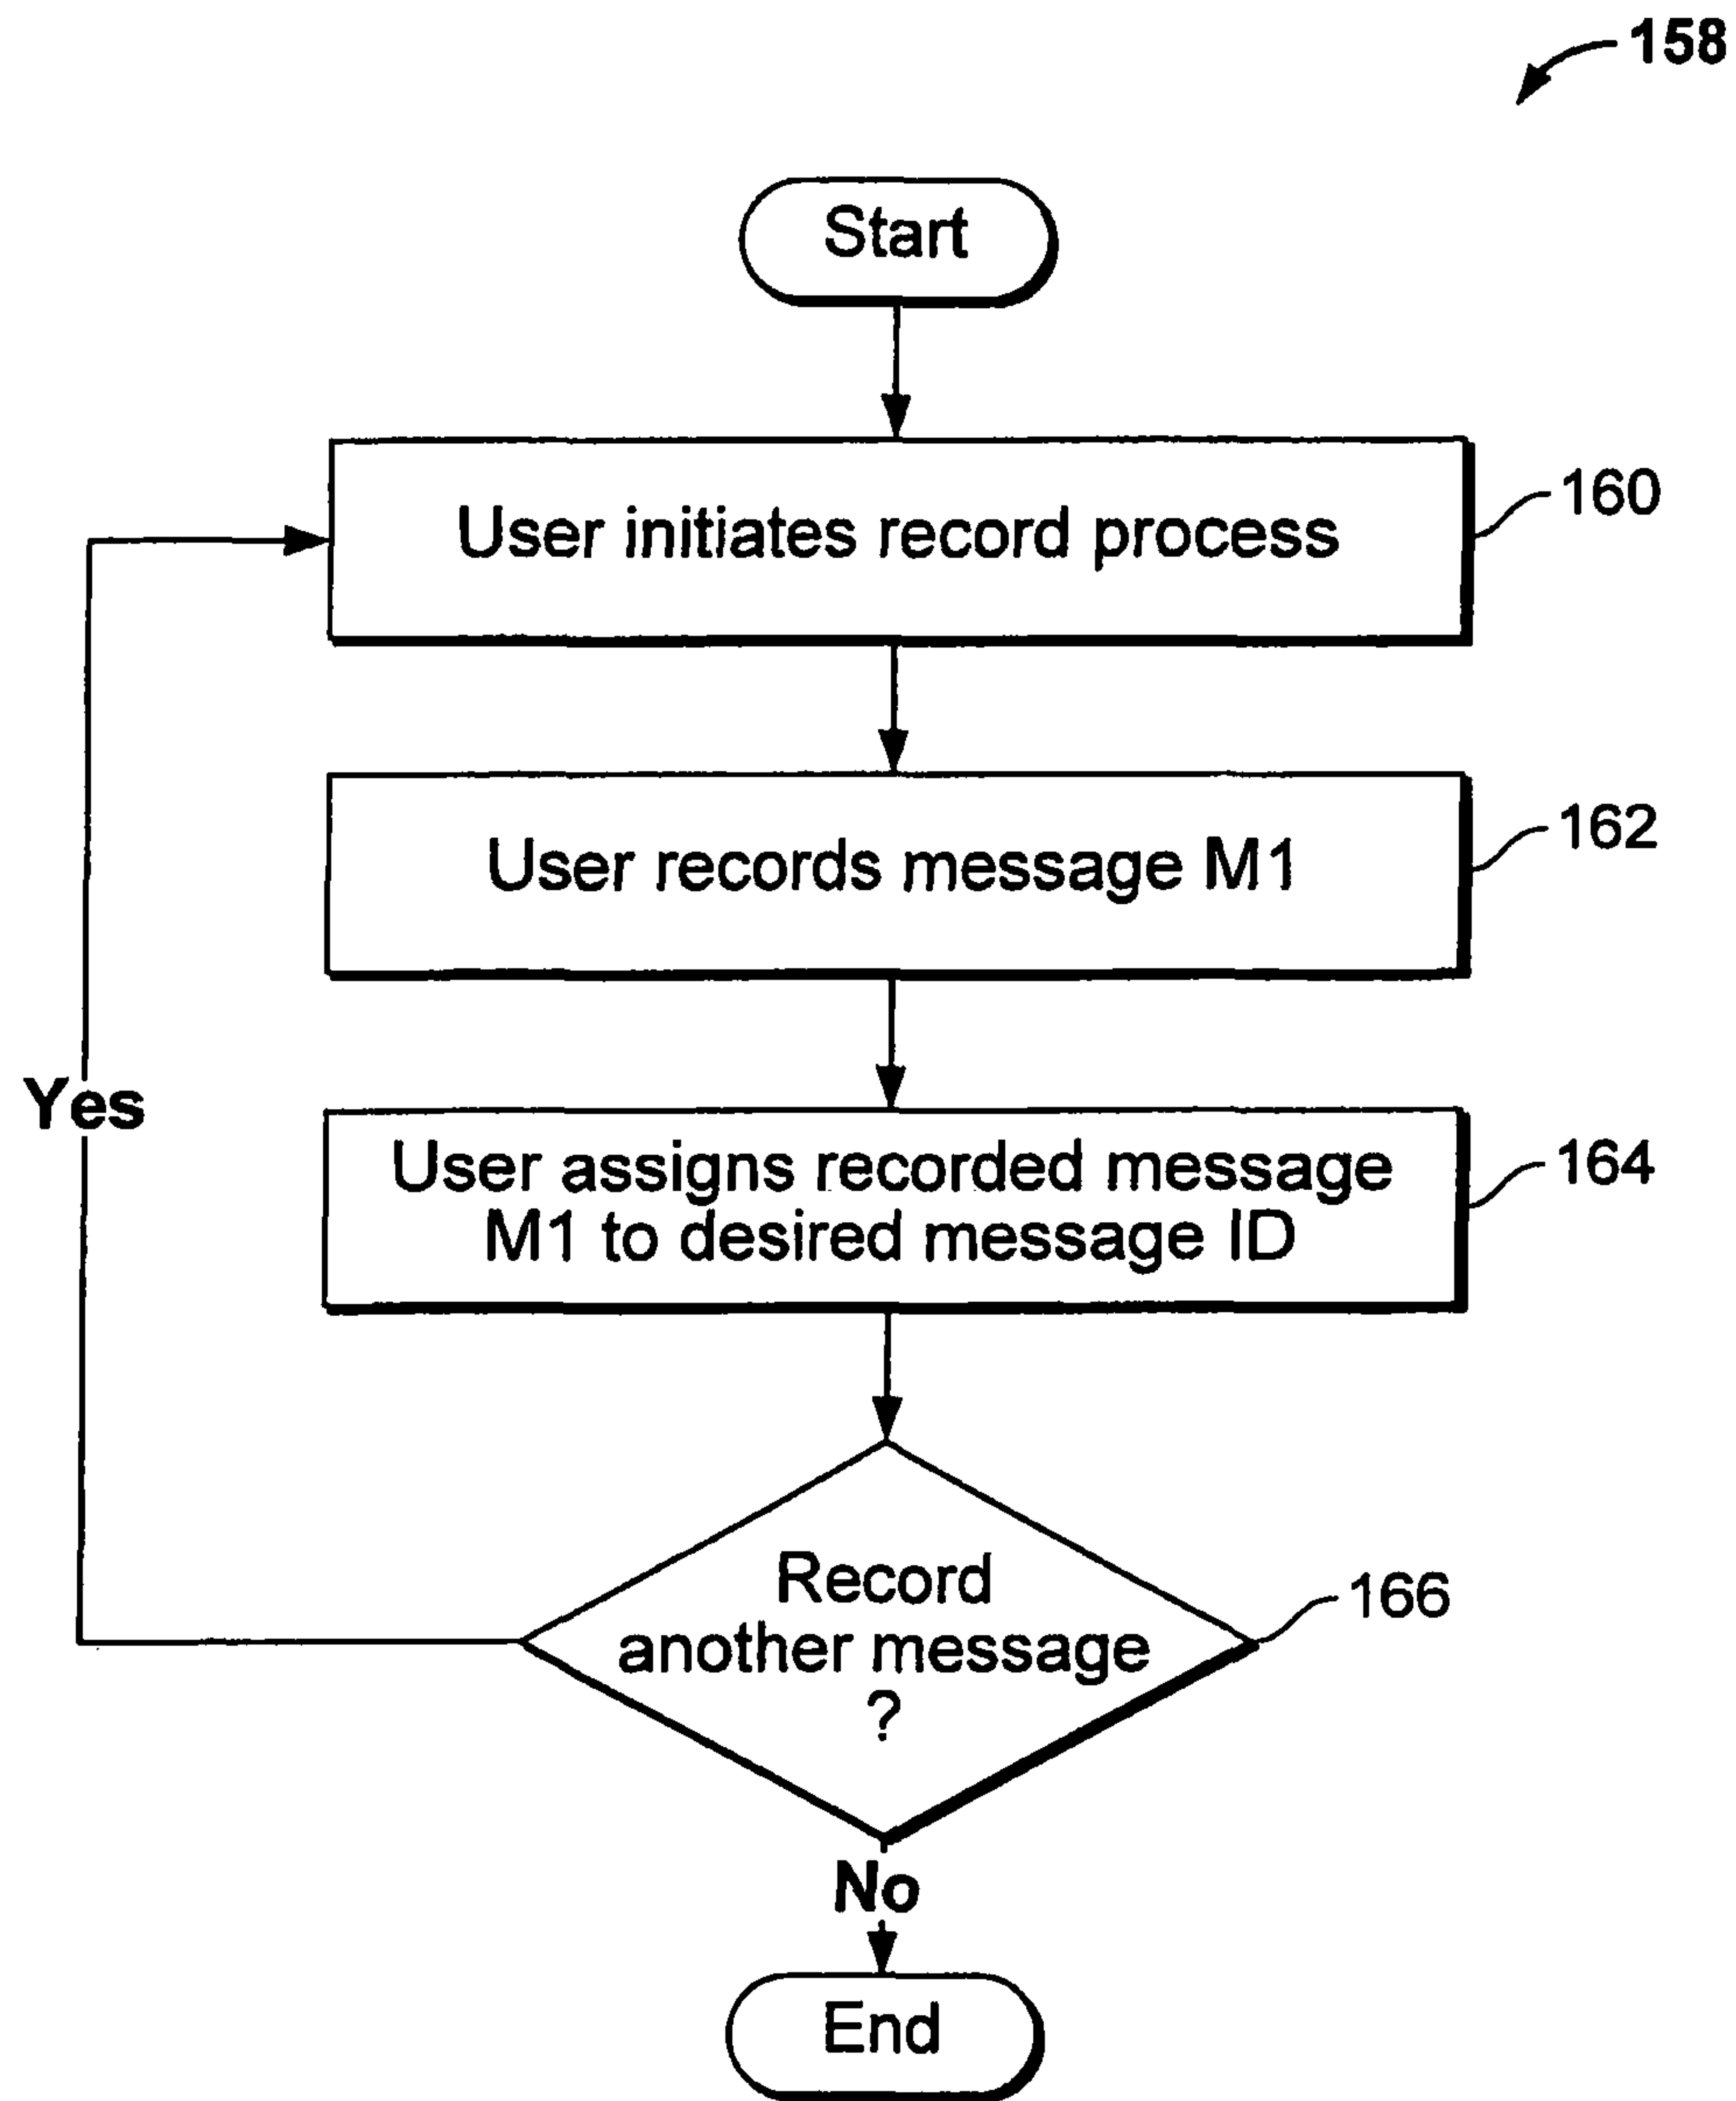 158
Start
User initiates record process
160
User records message M1
162
User assigns recorded message
M1 to desired message ID
164
Yes
Record
another message
?
166
No
End